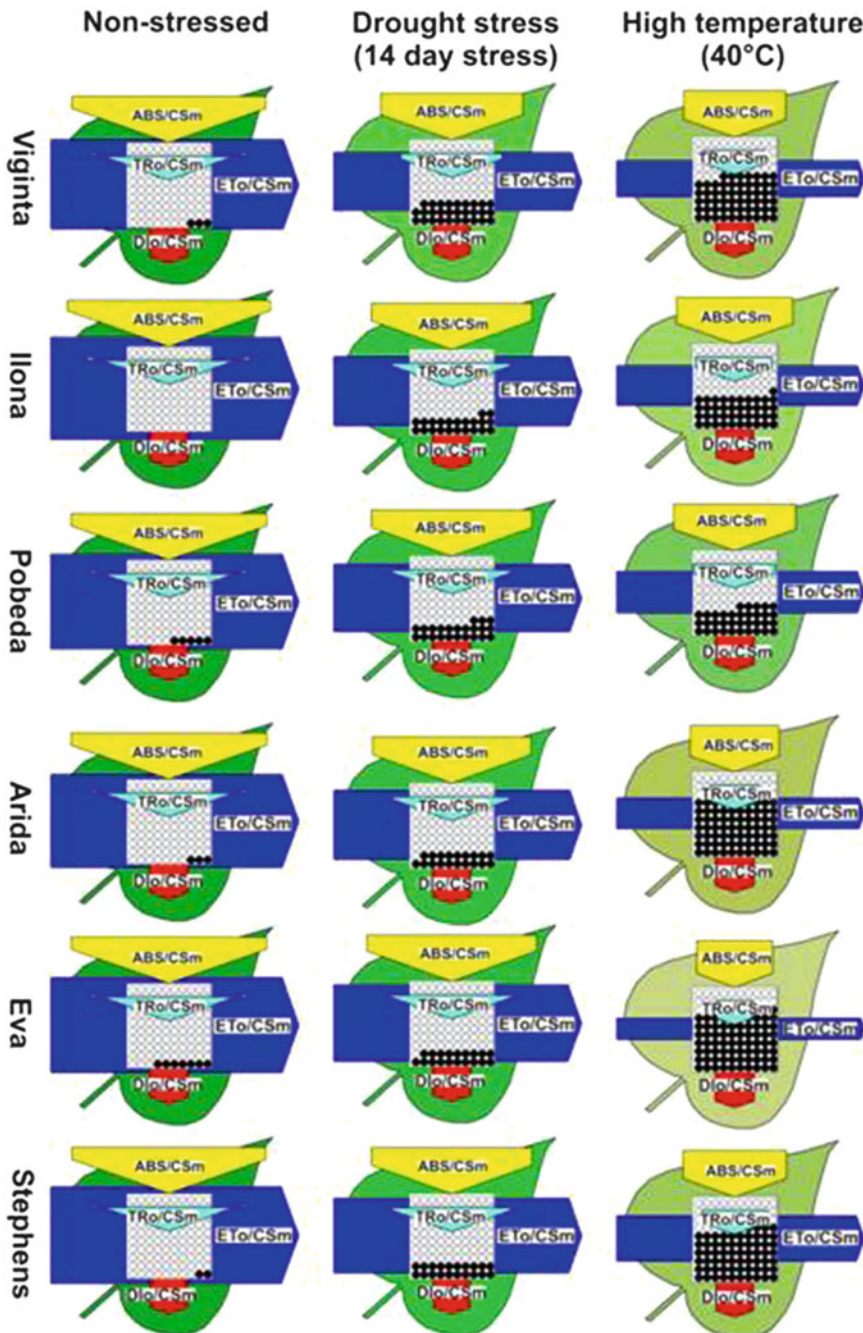 Non-stressed
Drought stress
(14 day stress)
High temperature
(40°C)
Viginta
ABS/CSm
TRo/CSm
ETo/CSm
DIo/CSm
ABS/CSm
TRo/CSm
ETo/CSm
DIo/CSm
ABS/CSm
TRo/CSm
ETo/CSm
DIo/CSm
Ilona
ABS/CSm
TRo/CSm
ETo/CSm
DIo/CSm
ABS/CSm
TRo/CSm
ETo/CSm
DIo/CSm
ABS/CSm
TRo/CSm
ETo/CSm
DIo/CSm
Pobeda
ABS/CSm
TRo/CSm
ETo/CSm
DIo/CSm
ABS/CSm
TRo/CSm
ETo/CSm
DIo/CSm
ABS/CSm
TRo/CSm
ETo/CSm
DIo/CSm
Arida
ABS/CSm
TRo/CSm
ETo/CSm
DIo/CSm
ABS/CSm
TRo/CSm
ETo/CSm
DIo/CSm
ABS/CSm
TRo/CSm
ETo/CSm
DIo/CSm
Eva
ABS/CSm
TRo/CSm
ETo/CSm
DIo/CSm
ABS/CSm
TRo/CSm
ETo/CSm
DIo/CSm
ABS/CSm
TRo/CSm
ETo/CSm
DIo/CSm
Stephens
ABS/CSm
TRo/CSm
ETo/CSm
DIo/CSm
ABS/CSm
TRo/CSm
ETo/CSm
DIo/CSm
ABS/CSm
TRo/CSm
ETo/CSm
DIo/CSm